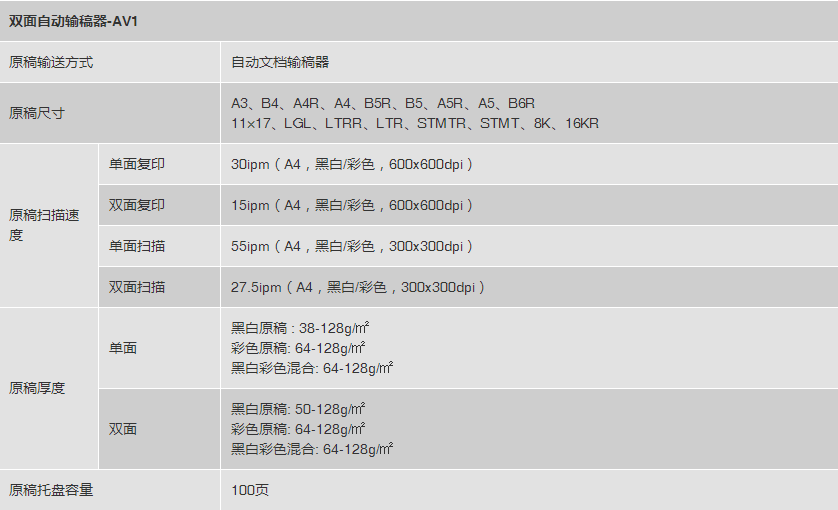 双面自动输稿器-AV1
原稿输送方式
自动文档输稿器
原稿尺寸
A3、B4、A4R、A4、B5R、B5、A5R、A5、B6R
11×17、LGL、LTRR、LTR、STMTR、STMT、8K、16KR
原稿扫描速
度
单面复印
30ipm（A4，黑白/彩色，600x600dpi）
双面复印
15ipm（A4，黑白/彩色，600x600dpi）
单面扫描
55ipm（A4，黑白/彩色，300x300dpi）
双面扫描
27.5ipm（A4，黑白/彩色，300x300dpi）
原稿厚度
单面
黑白原稿 : 38-128g/㎡
彩色原稿: 64-128g/㎡
黑白彩色混合: 64-128g/㎡
双面
黑白原稿: 50-128g/㎡
彩色原稿: 64-128g/㎡
黑白彩色混合: 64-128g/㎡
原稿托盘容量
100页